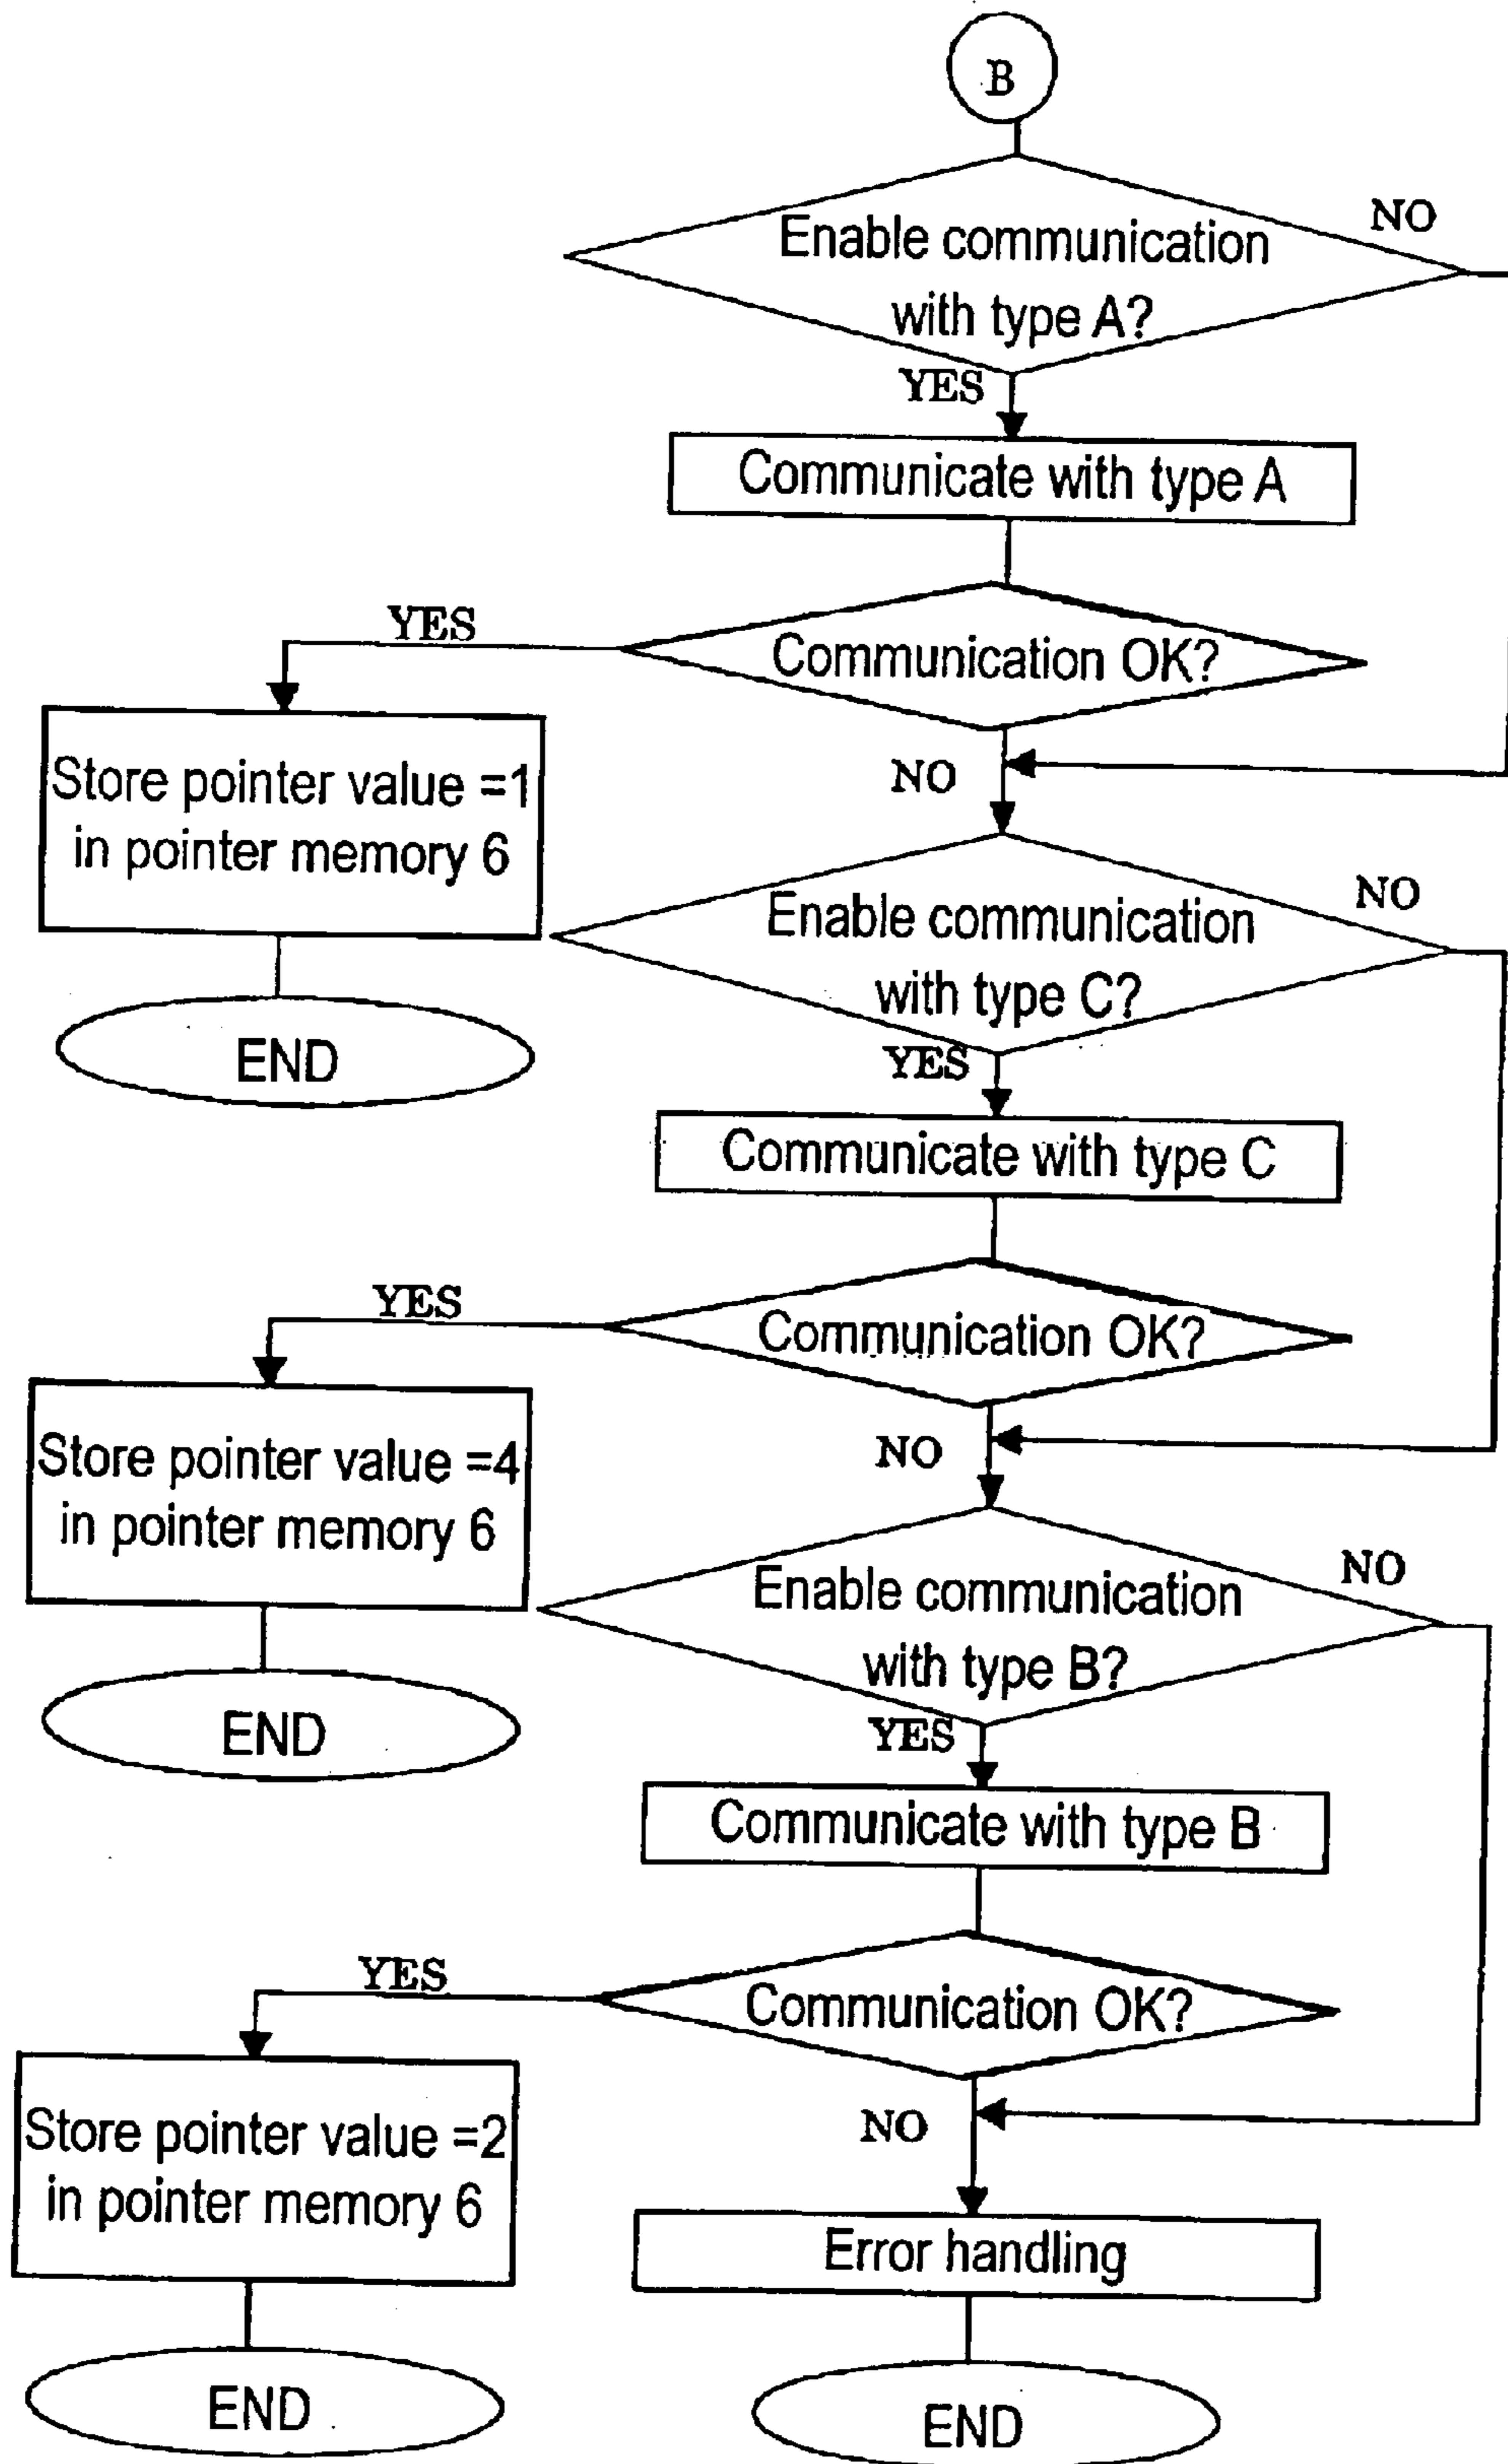 B
Enable communication
with type A?
NO
YES
Communicate with type A
Communication OK?
YES
NO
Store pointer value =1
in pointer memory 6
END
Enable communication
with type C?
NO
YES
Communicate with type C
Communication OK?
YES
NO
Store pointer value =4
in pointer memory 6
END
Enable communication
with type B?
NO
YES
Communicate with type B
Communication OK?
YES
NO
Store pointer value =2
in pointer memory 6
END
Error handling
END